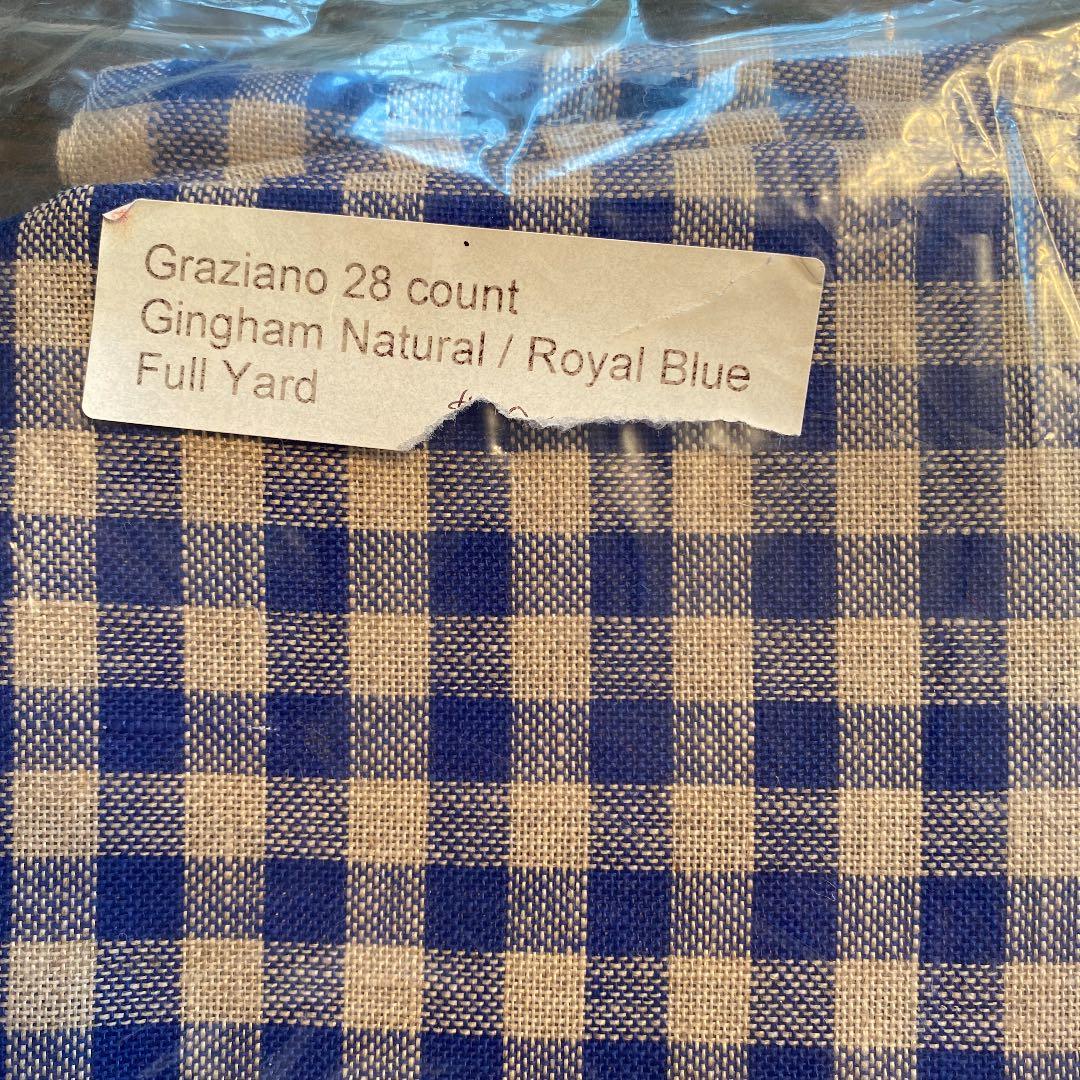 Graziano 28 count
Gingham Natural / Royal Blue
Full Yard